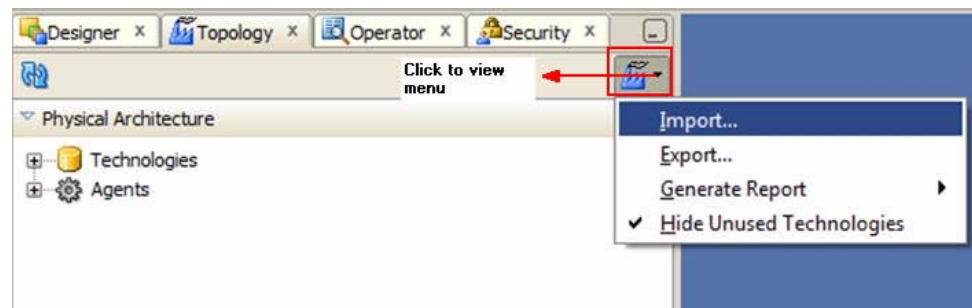 Designer x Topology x Operator x Security x
Click to view
menu
Physical Architecture
Import...
Technologies
Export...
Agents
Generate Report
Hide Unused Technologies